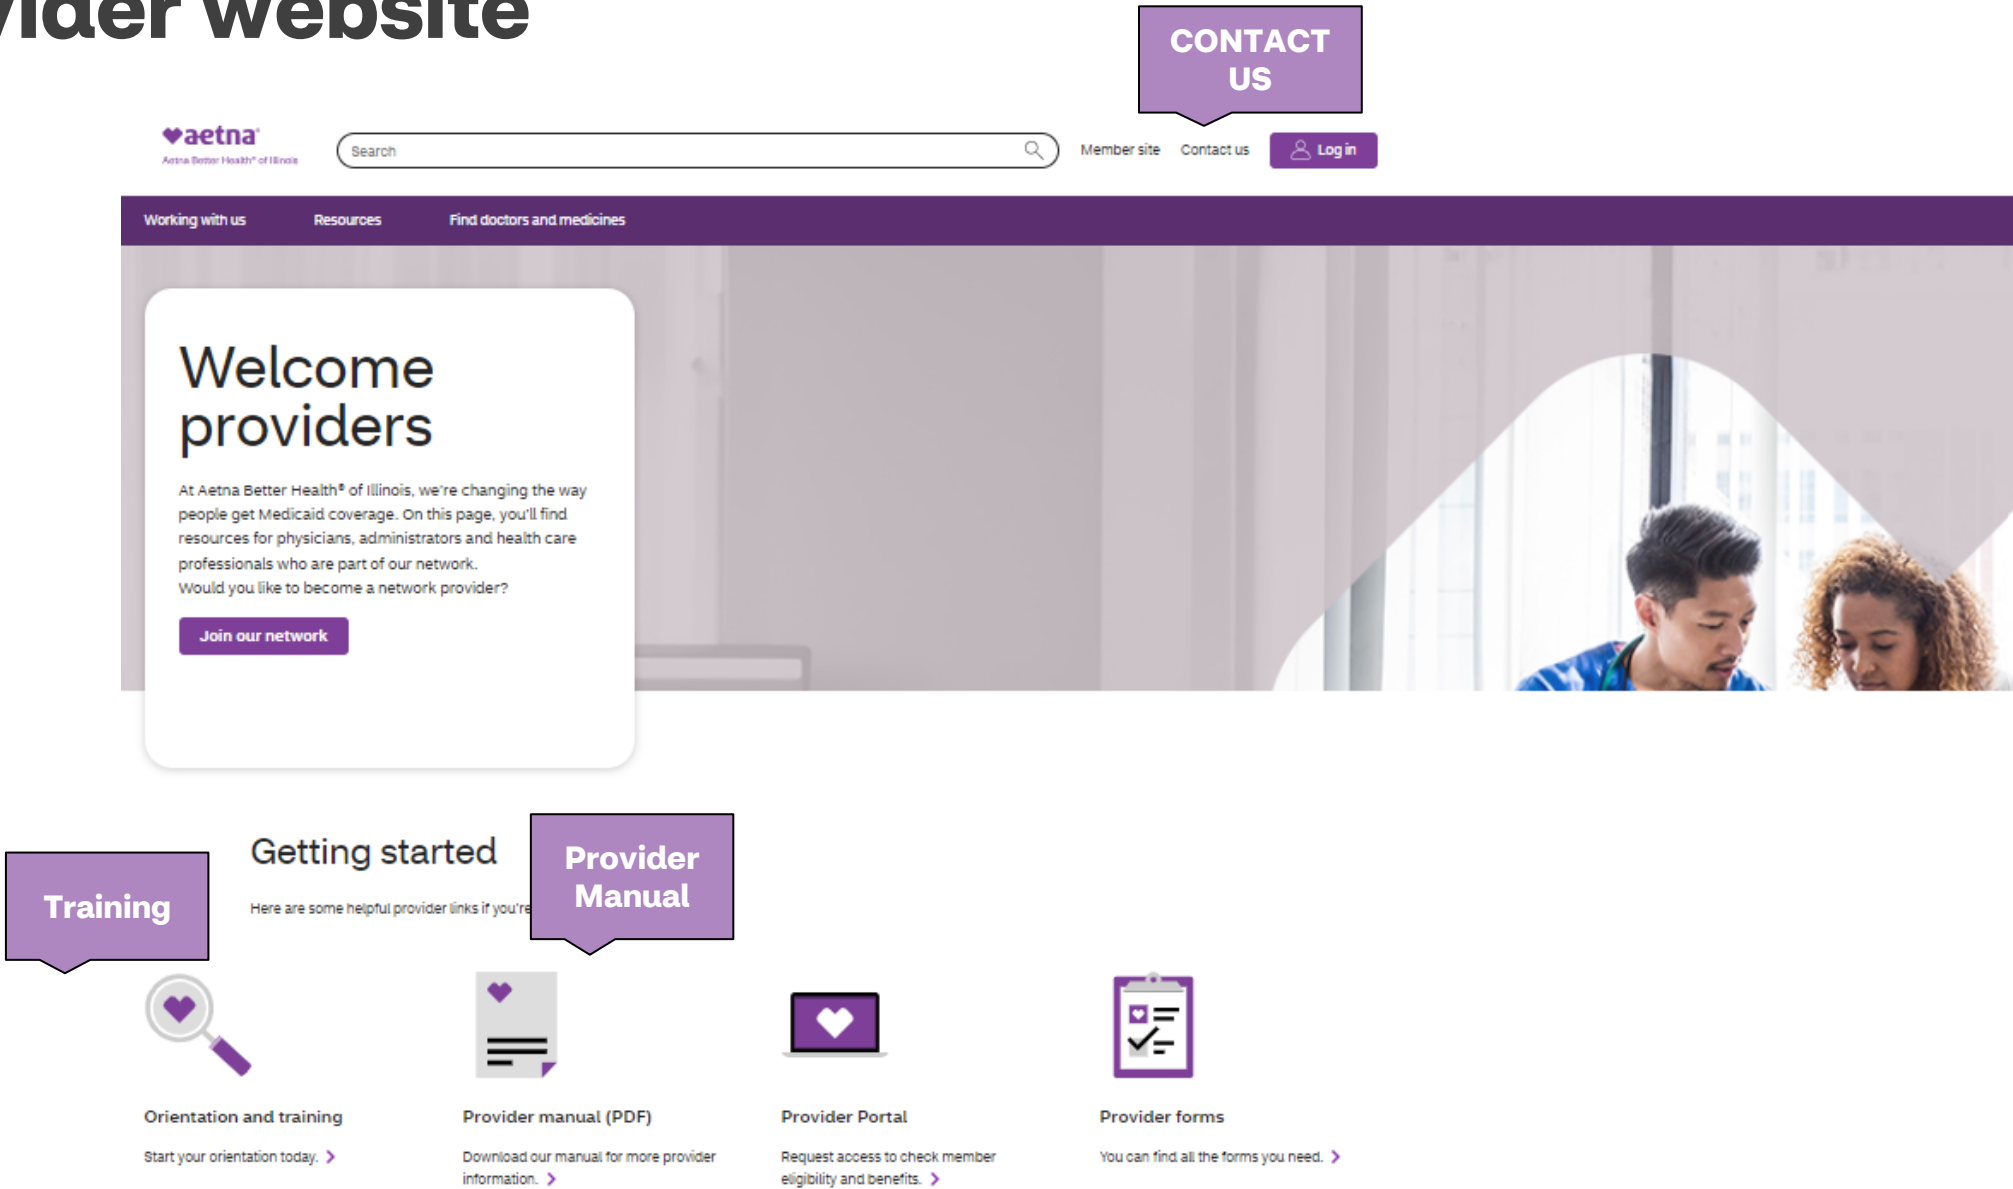 vider website
CONTACT
US
aetna®
Aetna Better Health® of Illinois
Search
Member site Contact us Log in
Working with us Resources Find doctors and medicines
Welcome
providers
At Aetna Better Health® of Illinois, we're changing the way
people get Medicaid coverage. On this page, you'll find
resources for physicians, administrators and health care
professionals who are part of our network.
Would you like to become a network provider?
Join our network
Getting started
Provider
Manual
Training
Here are some helpful provider links if you're
Orientation and training
Start your orientation today.
Provider manual (PDF)
Download our manual for more provider
information.
Provider Portal
Request access to check member
eligibility and benefits.
Provider forms
You can find all the forms you need.